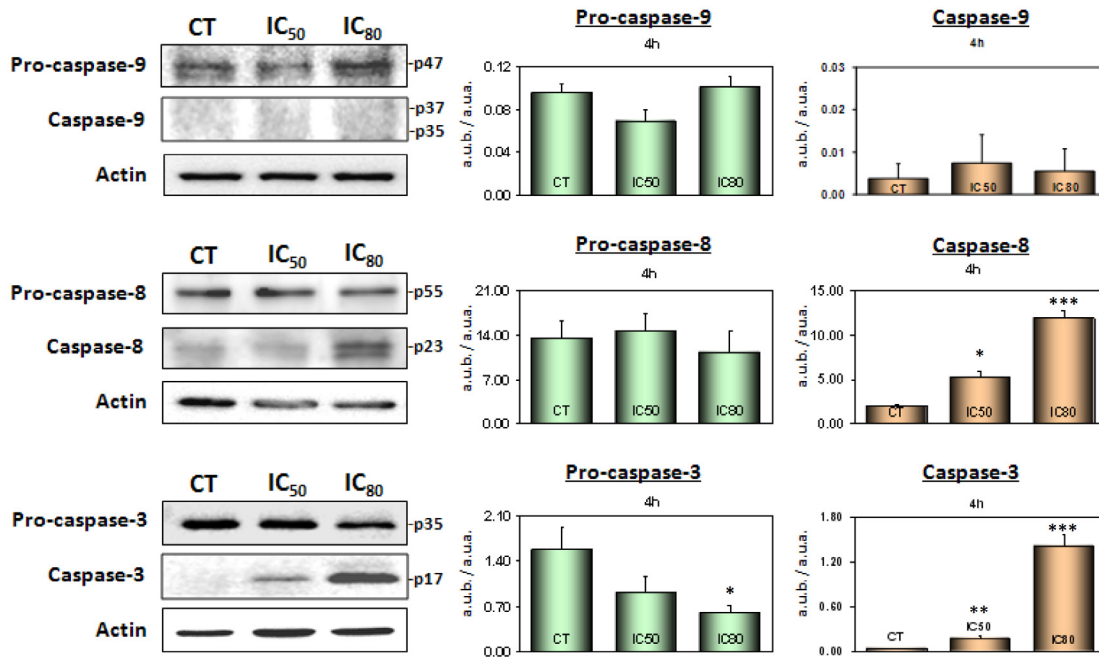 CT IC₅₀ IC₈₀
Pro-caspase-9 -p47
Caspase-9 -p37
-p35
Actin
Pro-caspase-9
4h
a.u.b. / a.u.a.
0.12
0.08
0.04
0.00
CT IC50 IC80
Caspase-9
4h
a.u.b. / a.u.a.
0.03
0.02
0.01
0.00
CT IC50 IC80
CT IC₅₀ IC₈₀
Pro-caspase-8 -p55
Caspase-8 -p23
Actin
Pro-caspase-8
4h
a.u.b. / a.u.a.
21.00
14.00
7.00
0.00
CT IC50 IC80
Caspase-8
4h
a.u.b. / a.u.a.
15.00
10.00
5.00
0.00
* ***
CT IC50 IC80
CT IC₅₀ IC₈₀
Pro-caspase-3 -p35
Caspase-3 -p17
Actin
Pro-caspase-3
4h
a.u.b. / a.u.a.
2.10
1.40
0.70
0.00
*
CT IC50 IC80
Caspase-3
4h
a.u.b. / a.u.a.
1.80
1.20
0.60
0.00
** ***
CT IC50 IC80